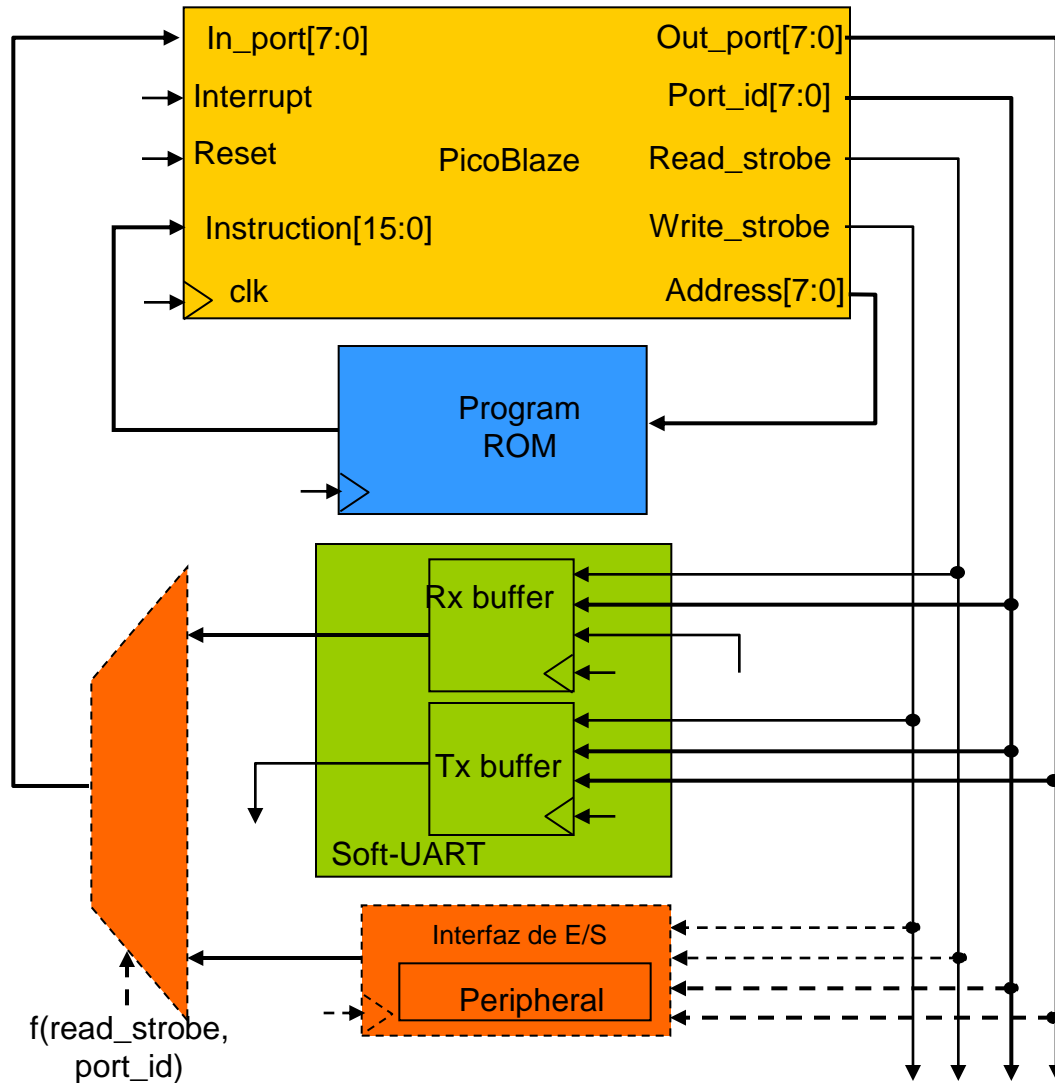 In_port[7:0]
Out_port[7:0]
Interrupt
Port_id[7:0]
Reset
PicoBlaze
Read_strobe
Instruction[15:0]
Write_strobe
clk
Address[7:0]
Program
ROM
Rx buffer
Tx buffer
Soft-UART
Interfaz de E/S
Peripheral
f(read_strobe,
port_id)